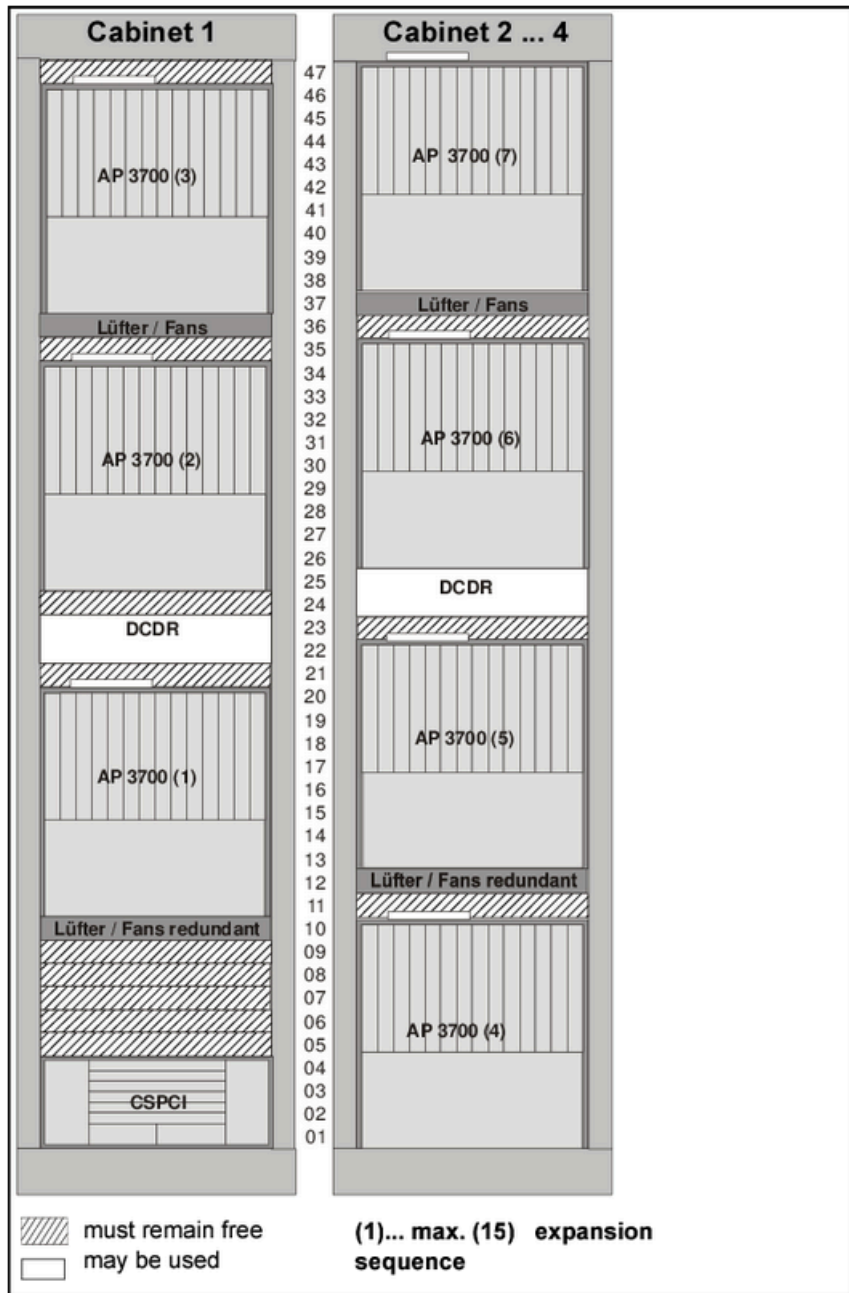 Cabinet 1
Cabinet 2 ... 4
47
46
45
44
43
42
41
40
39
38
37
36
35
34
33
32
31
30
29
28
27
26
25
24
23
22
21
20
19
18
17
16
15
14
13
12
11
10
09
08
07
06
05
04
03
02
01
AP 3700 (3)
Lüfter / Fans
AP 3700 (2)
DCDR
AP 3700 (1)
Lüfter / Fans redundant
CSPCI
AP 3700 (7)
Lüfter / Fans
AP 3700 (6)
DCDR
AP 3700 (5)
Lüfter / Fans redundant
AP 3700 (4)
must remain free
may be used
(1)... max. (15) expansion
sequence